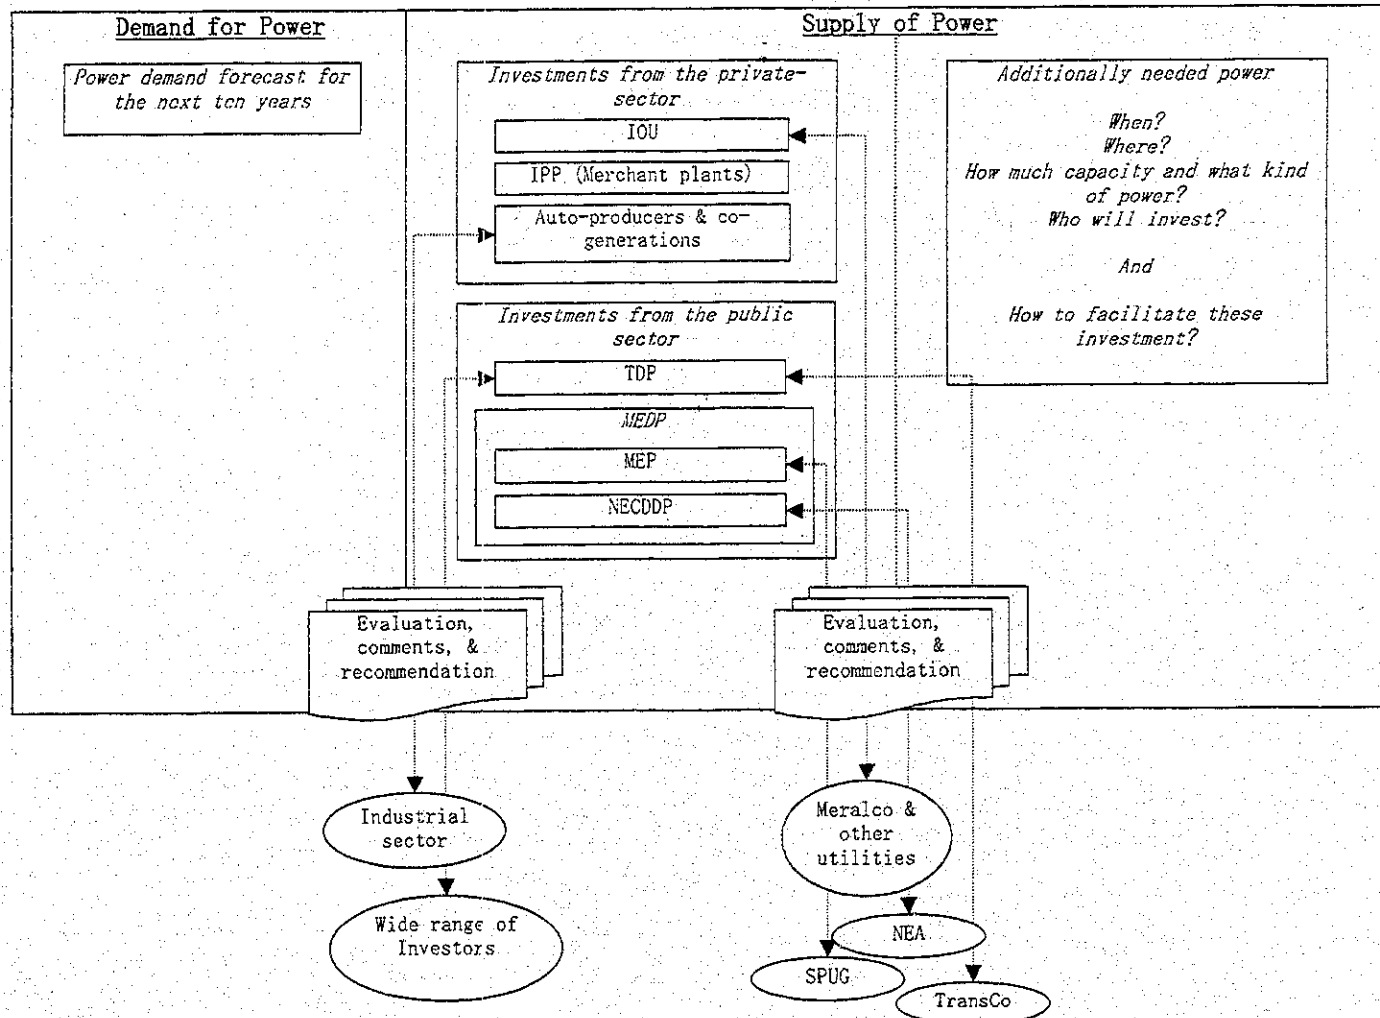 Demand for Power
Power demand forecast for
the next ten years
Supply of Power
Investments from the private-
sector
IOU
IPP. (Merchant plants)
Auto-producers & co-
generations
Investments from the public
sector
TDP
MEDP
MEP
NECDDP
Additionally needed power
When?
Where?
How much capacity and what kind
of power?
Who will invest?
And
How to facilitate these
investment?
Evaluation,
comments, &
recommendation
Evaluation,
comments, &
recommendation
Industrial
sector
Wide range of
Investors
Meralco &
other
utilities
NEA
SPUG
TransCo